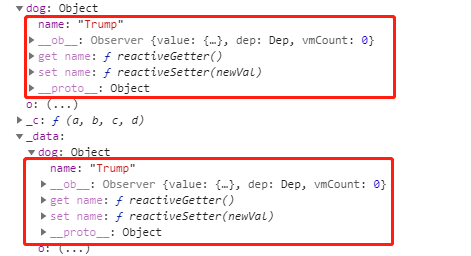 ▼ dog: Object
name: "Trump"
▶ __ob__: Observer {value: {…}, dep: Dep, vmCount: 0}
▶ get name: ƒ reactiveGetter()
▶ set name: ƒ reactiveSetter(newVal)
▶ __proto__: Object
o: (...)
▶ _c: ƒ (a, b, c, d)
▼ _data:
▼ dog: Object
name: "Trump"
▶ __ob__: Observer {value: {…}, dep: Dep, vmCount: 0}
▶ get name: ƒ reactiveGetter()
▶ set name: ƒ reactiveSetter(newVal)
▶ __proto__: Object
o: (...)